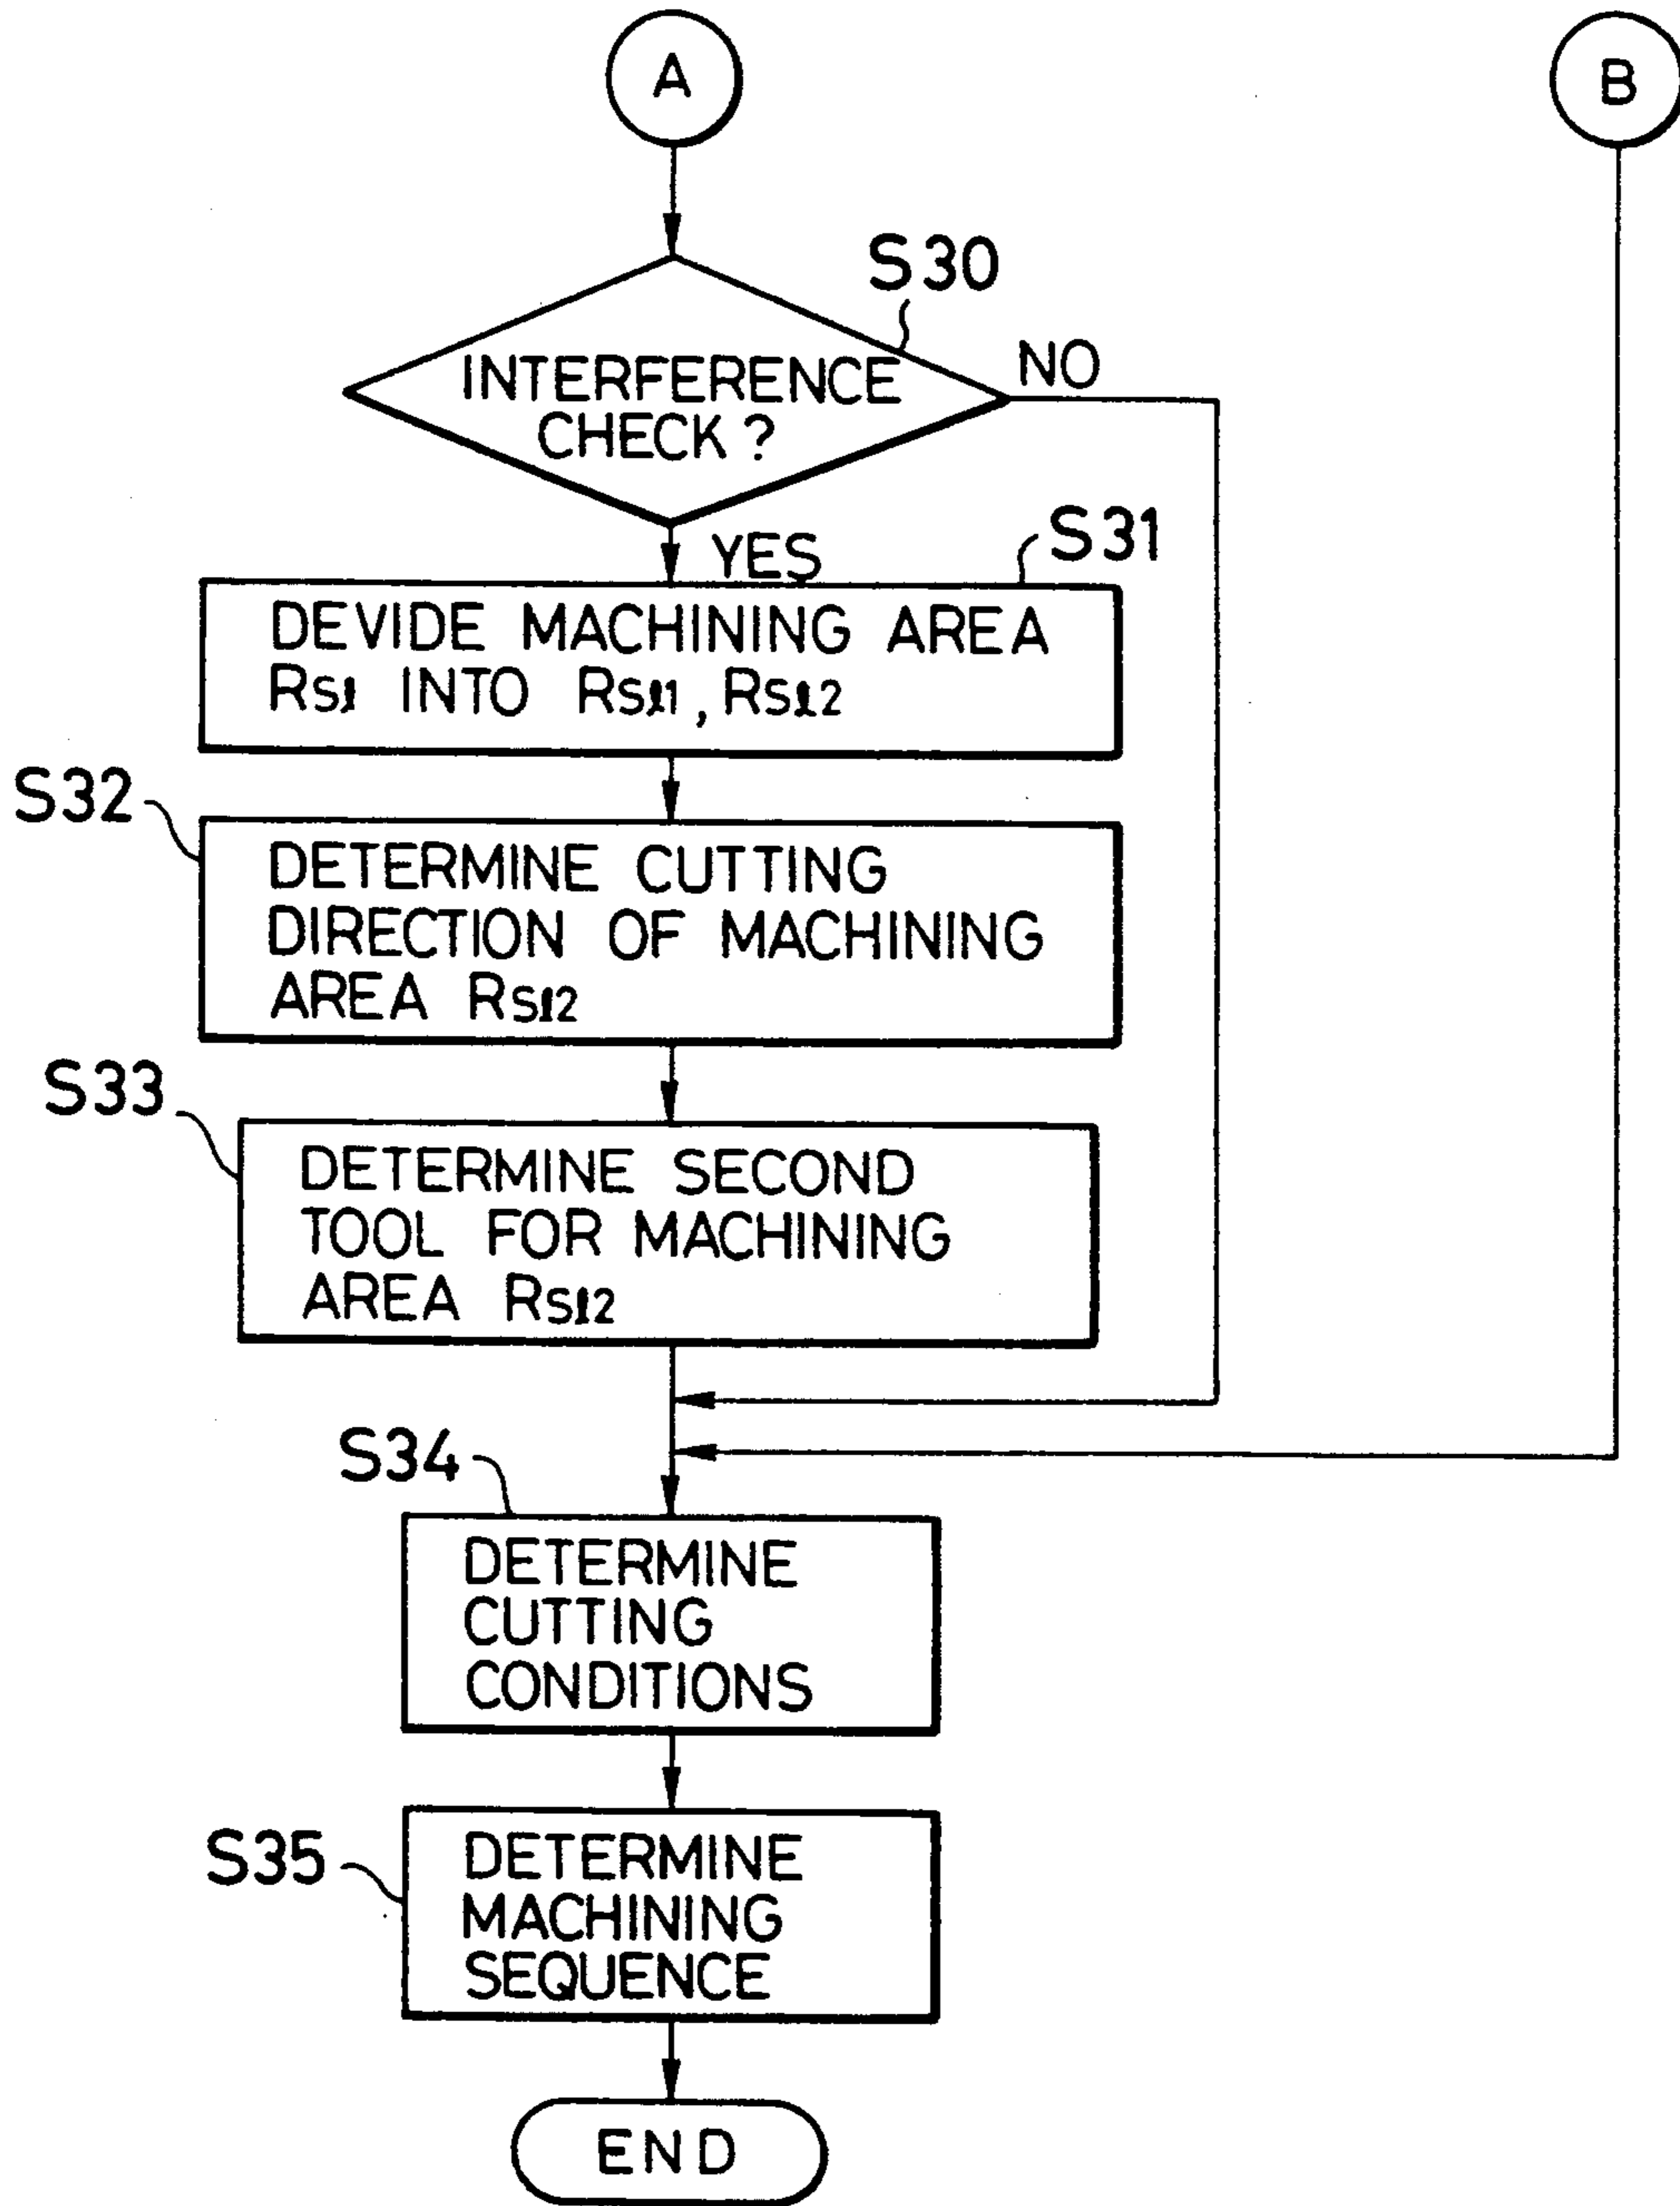 A
B
S30
INTERFERENCE
CHECK?
NO
YES
S31
DEVIDE MACHINING AREA
Rsℓ INTO Rsℓ1, Rsℓ2
S32
DETERMINE CUTTING
DIRECTION OF MACHINING
AREA Rsℓ2
S33
DETERMINE SECOND
TOOL FOR MACHINING
AREA Rsℓ2
S34
DETERMINE
CUTTING
CONDITIONS
S35
DETERMINE
MACHINING
SEQUENCE
END